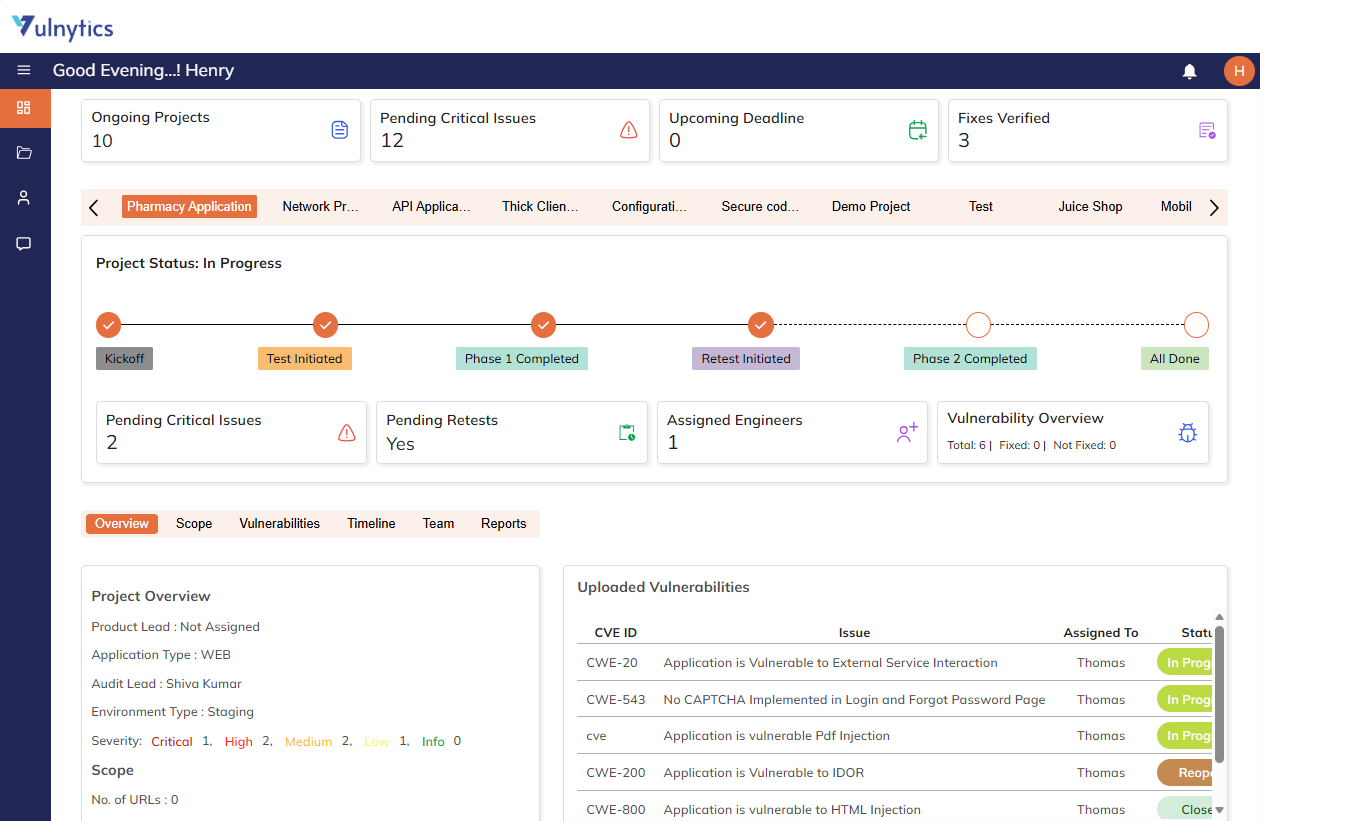 Vulnytics
Good Evening...! Henry
H
Ongoing Projects
10
Pending Critical Issues
12
Upcoming Deadline
0
Fixes Verified
3
Pharmacy Application Network Pr... API Applica... Thick Clien... Configurati... Secure cod... Demo Project Test Juice Shop Mobil
Project Status: In Progress
Kickoff Test Initiated Phase 1 Completed Retest Initiated Phase 2 Completed All Done
Pending Critical Issues
2
Pending Retests
Yes
Assigned Engineers
1
Vulnerability Overview
Total: 6 | Fixed: 0 | Not Fixed: 0
Overview Scope Vulnerabilities Timeline Team Reports
Project Overview
Product Lead : Not Assigned
Application Type : WEB
Audit Lead : Shiva Kumar
Environment Type : Staging
Severity: Critical 1, High 2, Medium 2, Low 1, Info 0
Scope
No. of URLs : 0
Uploaded Vulnerabilities
CVE ID Issue Assigned To Statu
CWE-20 Application is Vulnerable to External Service Interaction Thomas In Prog
CWE-543 No CAPTCHA Implemented in Login and Forgot Password Page Thomas In Prog
cve Application is vulnerable Pdf Injection Thomas In Prog
CWE-200 Application is Vulnerable to IDOR Thomas Reope
CWE-800 Application is vulnerable to HTML Injection Thomas Close